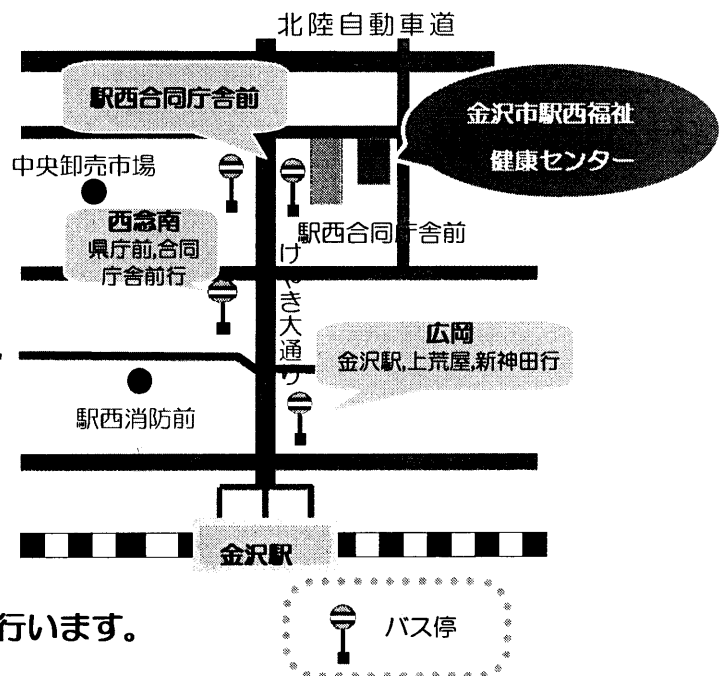 北陸自動車道
駅西合同庁舎前
金沢市駅西福祉
健康センター
中央卸売市場
西念南
県庁前,合同
庁舎前行
駅西合同庁舎前
けやき大通り
広岡
金沢駅,上荒屋,新神田行
駅西消防前
金沢駅
行います。
バス停